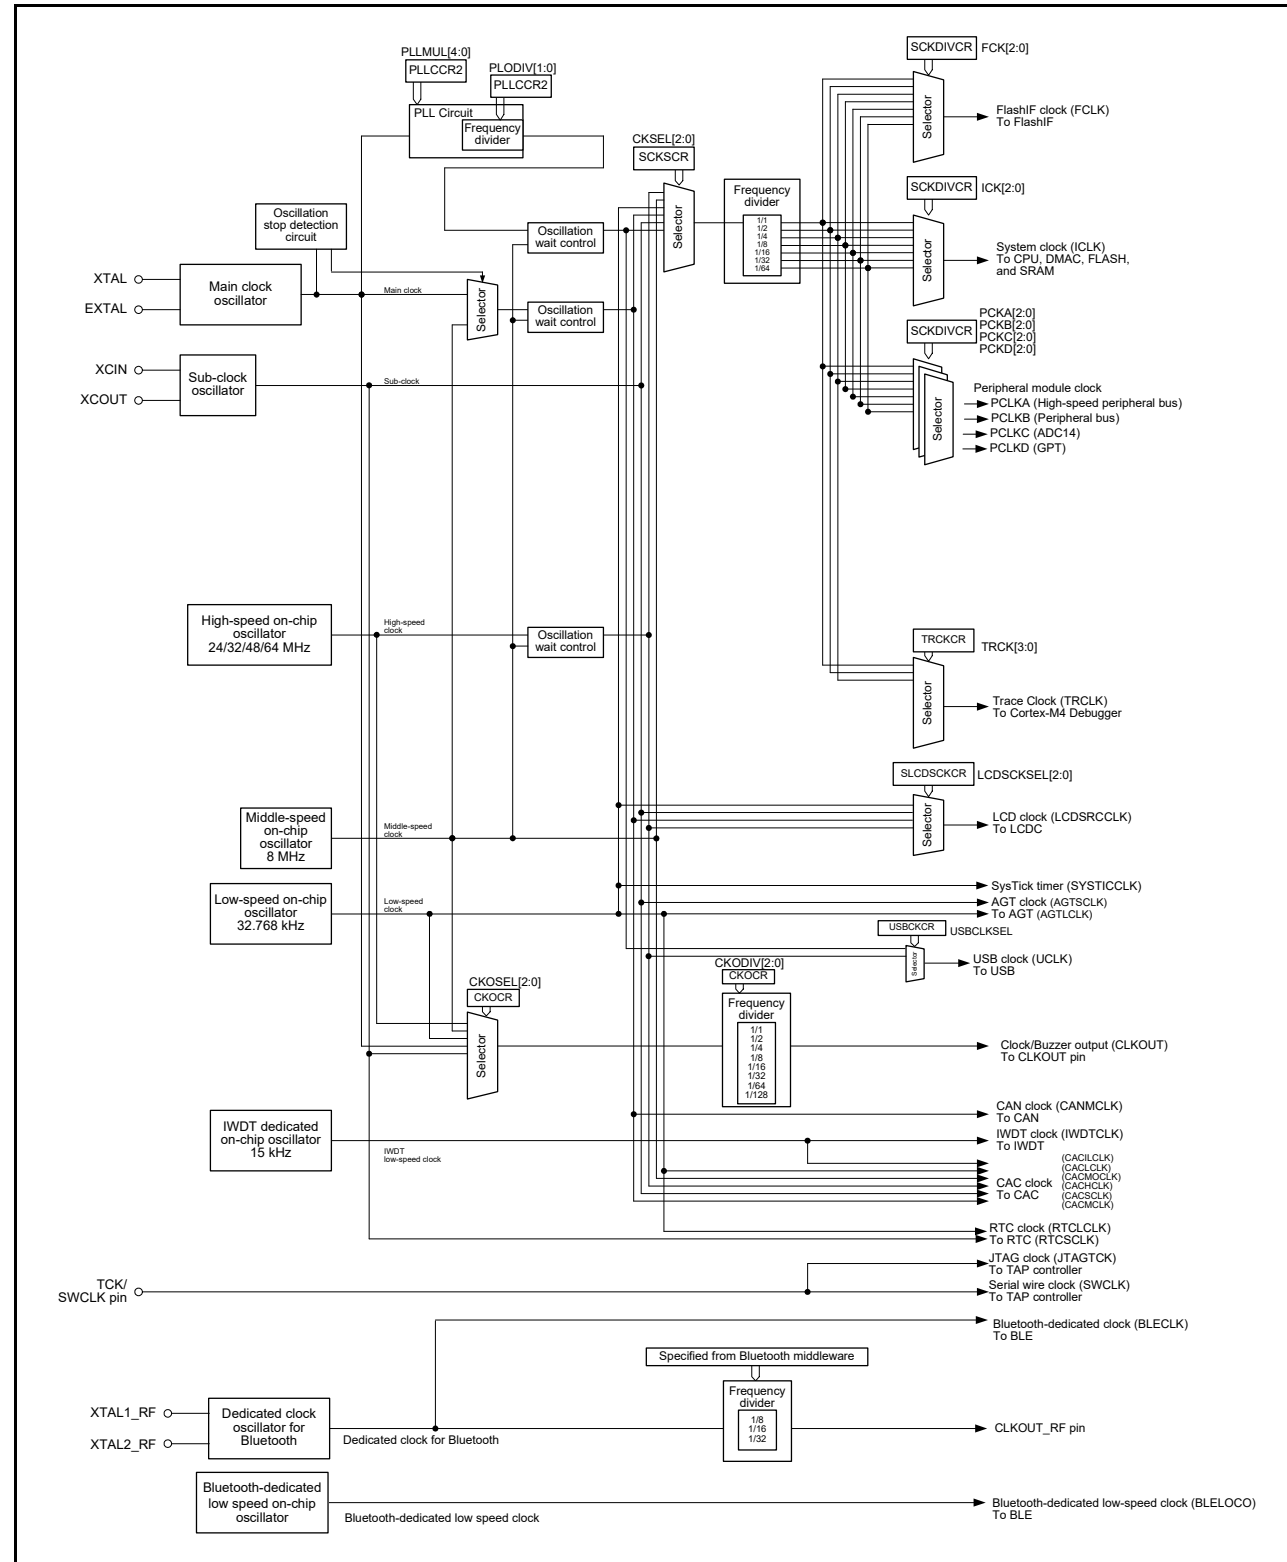 PLLMUL[4:0]
PLLCCR2
PLODIV[1:0]
PLLCCR2
PLL Circuit
Frequency
divider
SCKDIVCR FCK[2:0]
Selector
FlashIF clock (FCLK)
To FlashIF
CKSEL[2:0]
SCKSCR
Selector
Frequency
divider
1/1
1/2
1/4
1/8
1/16
1/32
1/64
SCKDIVCR ICK[2:0]
Selector
System clock (ICLK)
To CPU, DMAC, FLASH,
and SRAM
Oscillation
stop detection
circuit
Oscillation
wait control
XTAL
EXTAL
Main clock
oscillator
Main clock
Selector
Oscillation
wait control
SCKDIVCR
PCKA[2:0]
PCKB[2:0]
PCKC[2:0]
PCKD[2:0]
Selector
Peripheral module clock
PCLKA (High-speed peripheral bus)
PCLKB (Peripheral bus)
PCLKC (ADC14)
PCLKD (GPT)
XCIN
XCOUT
Sub-clock
oscillator
Sub-clock
High-speed on-chip
oscillator
24/32/48/64 MHz
High-speed
clock
Oscillation
wait control
TRCKCR
TRCK[3:0]
Selector
Trace Clock (TRCLK)
To Cortex-M4 Debugger
SLCDSCKCR LCDSCKSEL[2:0]
Selector
LCD clock (LCDSRCCLK)
To LCDC
Middle-speed
on-chip
oscillator
8 MHz
Middle-speed
clock
Low-speed on-chip
oscillator
32.768 kHz
Low-speed
clock
SysTick timer (SYSTICCLK)
AGT clock (AGTSCLK)
To AGT (AGTLCLK)
USBCKCR USBCLKSEL
Selector
USB clock (UCLK)
To USB
CKOSEL[2:0]
CKOCR
Selector
CKODIV[2:0]
CKOCR
Frequency
divider
1/1
1/2
1/4
1/8
1/16
1/32
1/64
1/128
Clock/Buzzer output (CLKOUT)
To CLKOUT pin
CAN clock (CANMCLK)
To CAN
IWDT dedicated
on-chip oscillator
15 kHz
IWDT
low-speed clock
IWDT clock (IWDTCLK)
To IWDT
CAC clock
To CAC
(CACILCLK)
(CACLCLK)
(CACMOCLK)
(CACHCLK)
(CACSCLK)
(CACMCLK)
RTC clock (RTCLCLK)
To RTC (RTCSCLK)
TCK/
SWCLK pin
JTAG clock (JTAGTCK)
To TAP controller
Serial wire clock (SWCLK)
To TAP controller
Bluetooth-dedicated clock (BLECLK)
To BLE
Specified from Bluetooth middleware
XTAL1_RF
XTAL2_RF
Dedicated clock
oscillator for
Bluetooth
Dedicated clock for Bluetooth
Frequency
divider
1/8
1/16
1/32
CLKOUT_RF pin
Bluetooth-dedicated
low speed on-chip
oscillator
Bluetooth-dedicated low speed clock
Bluetooth-dedicated low-speed clock (BLELOCO)
To BLE